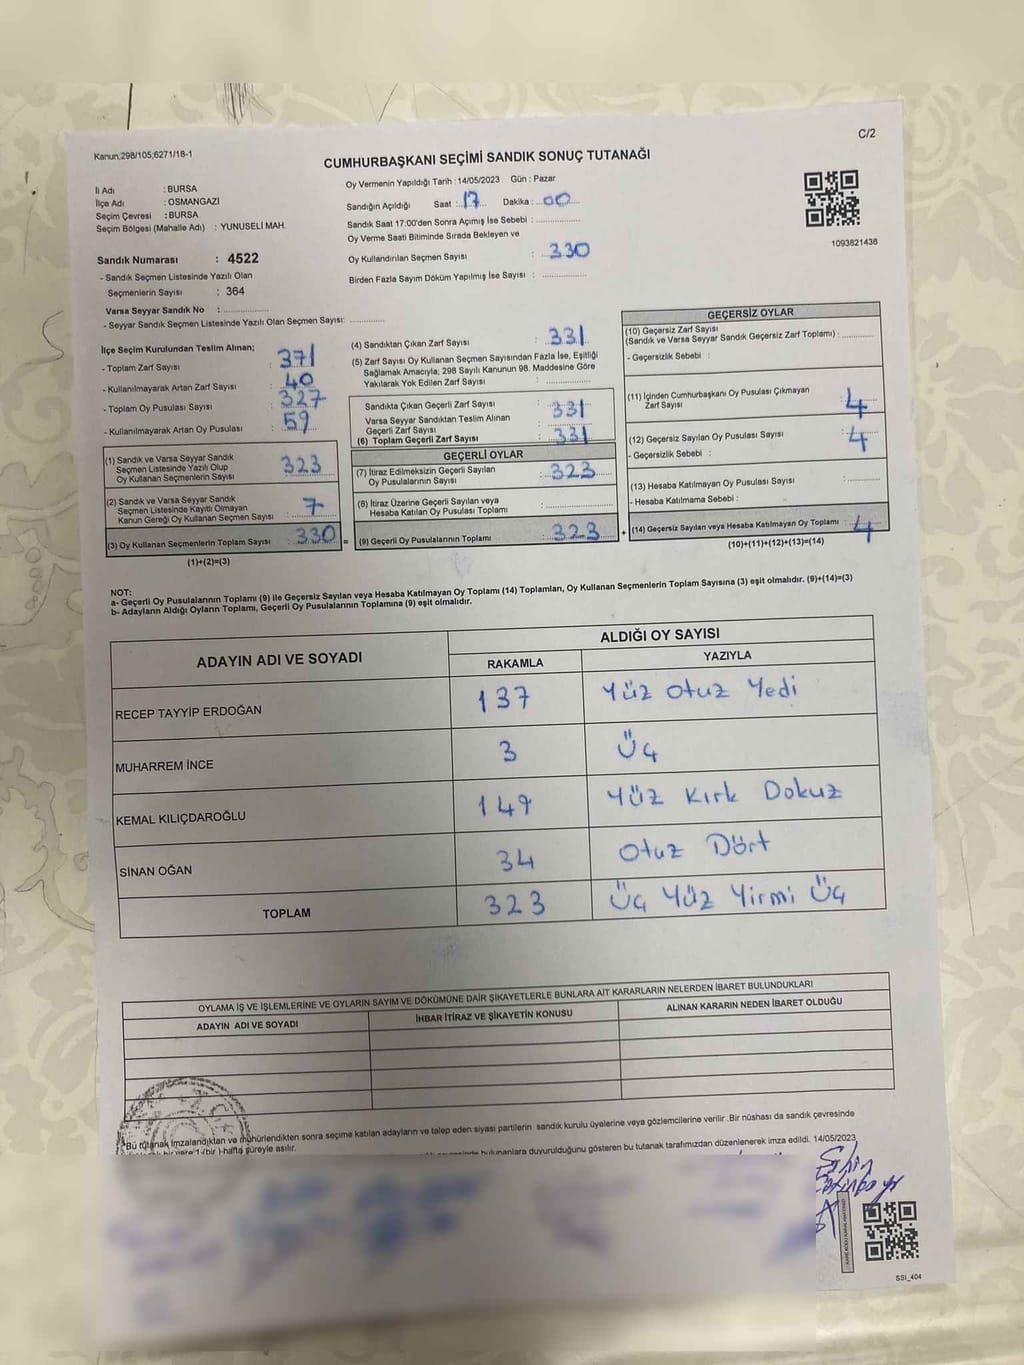 C/2
Kanun;298/105;6271/18-1
CUMHURBAŞKANI SEÇİMİ SANDIK SONUÇ TUTANAĞI
İl Adı : BURSA
İlçe Adı : OSMANGAZI
Seçim Çevresi : BURSA
Seçim Bölgesi (Mahalle Adı) : YUNUSELİ MAH.
Sandık Numarası : 4522
- Sandık Seçmen Listesinde Yazılı Olan
Seçmenlerin Sayısı : 364
Varsa Seyyar Sandık No : ............
- Seyyar Sandık Seçmen Listesinde Yazılı Olan Seçmen Sayısı: ............
Oy Vermenin Yapıldığı Tarih : 14/05/2023 Gün : Pazar
Sandığın Açıldığı Saat : 17 Dakika : 00
Sandık Saat 17:00'den Sonra Açımış İse Sebebi : ............
Oy Verme Saati Bitiminde Sırada Bekleyen ve
Oy Kullandırılan Seçmen Sayısı : 330
Birden Fazla Sayım Döküm Yapılmış İse Sayısı : ............
1093821438
İlçe Seçim Kurulundan Teslim Alınan;
- Toplam Zarf Sayısı : 371
- Kullanılmayarak Artan Zarf Sayısı : 40
- Toplam Oy Pusulası Sayısı : 327
- Kullanılmayarak Artan Oy Pusulası : 59
(1) Sandık ve Varsa Seyyar Sandık
Seçmen Listesinde Yazılı Olup
Oy Kullanan Seçmenlerin Sayısı : 323
(2) Sandık ve Varsa Seyyar Sandık
Seçmen Listesinde Kayıtlı Olmayan
Kanun Gereği Oy Kullanan Seçmen Sayısı : 7
(3) Oy Kullanan Seçmenlerin Toplam Sayısı : 330 =
(1)+(2)=(3)
(4) Sandıktan Çıkan Zarf Sayısı : 331
(5) Zarf Sayısı Oy Kullanan Seçmen Sayısından Fazla İse, Eşitliği
Sağlamak Amacıyla; 298 Sayılı Kanunun 98. Maddesine Göre
Yakılarak Yok Edilen Zarf Sayısı : ............
Sandıkta Çıkan Geçerli Zarf Sayısı : 331
Varsa Seyyar Sandıktan Teslim Alınan
Geçerli Zarf Sayısı : ............
(6) Toplam Geçerli Zarf Sayısı : 331
GEÇERLİ OYLAR
(7) İtiraz Edilmeksizin Geçerli Sayılan
Oy Pusulasının Sayısı : 323
(8) İtiraz Üzerine Geçerli Sayılan veya
Hesaba Katılan Oy Pusulası Toplamı : ............
(9) Geçerli Oy Pusulalarının Toplamı : 323 +
GEÇERSİZ OYLAR
(10) Geçersiz Zarf Sayısı
(Sandık ve Varsa Seyyar Sandık Geçersiz Zarf Toplamı) : ............
- Geçersizlik Sebebi :
(11) İçinden Cumhurbaşkanı Oy Pusulası Çıkmayan
Zarf Sayısı : 4
(12) Geçersiz Sayılan Oy Pusulası Sayısı : 4
- Geçersizlik Sebebi :
(13) Hesaba Katılmayan Oy Pusulası Sayısı : ............
- Hesaba Katılmama Sebebi :
(14) Geçersiz Sayılan veya Hesaba Katılmayan Oy Toplamı : 4
(10)+(11)+(12)+(13)=(14)
NOT:
a- Geçerli Oy Pusulalarının Toplamı (9) ile Geçersiz Sayılan veya Hesaba Katılmayan Oy Toplamı (14) Toplamları, Oy Kullanan Seçmenlerin Toplam Sayısına (3) eşit olmalıdır. (9)+(14)=(3)
b- Adayların Aldığı Oyların Toplamı, Geçerli Oy Pusulalarının Toplamına (9) eşit olmalıdır.
ADAYIN ADI VE SOYADI ALDIĞI OY SAYISI
RAKAMLA YAZIYLA
RECEP TAYYİP ERDOĞAN 137 Yüz Otuz Yedi
MUHARREM İNCE 3 Üç
KEMAL KILIÇDAROĞLU 149 Yüz Kırk Dokuz
SİNAN OĞAN 34 Otuz Dört
TOPLAM 323 Üç Yüz Yirmi Üç
OYLAMA İŞ VE İŞLEMLERİNE VE OYLARIN SAYIM VE DÖKÜMÜNE DAİR ŞİKAYETLERLE BUNLARA AİT KARARLARIN NELERDEN İBARET BULUNDUKLARI
ADAYIN ADI VE SOYADI İHBAR İTİRAZ VE ŞİKAYETİN KONUSU ALINAN KARARIN NEDEN İBARET OLDUĞU
*Bu tutanak imzalandıktan ve mühürlendikten sonra seçime katılan adayların ve talep eden siyasi partilerin sandık kurulu üyelerine veya gözlemcilerine verilir .Bir nüshası da sandık çevresinde
1 (bir) hafta süreyle asılır.
bulunanlara duyurulduğunu gösteren bu tutanak tarafımızdan düzenlenerek imza edildi. 14/05/2023
SSI_404